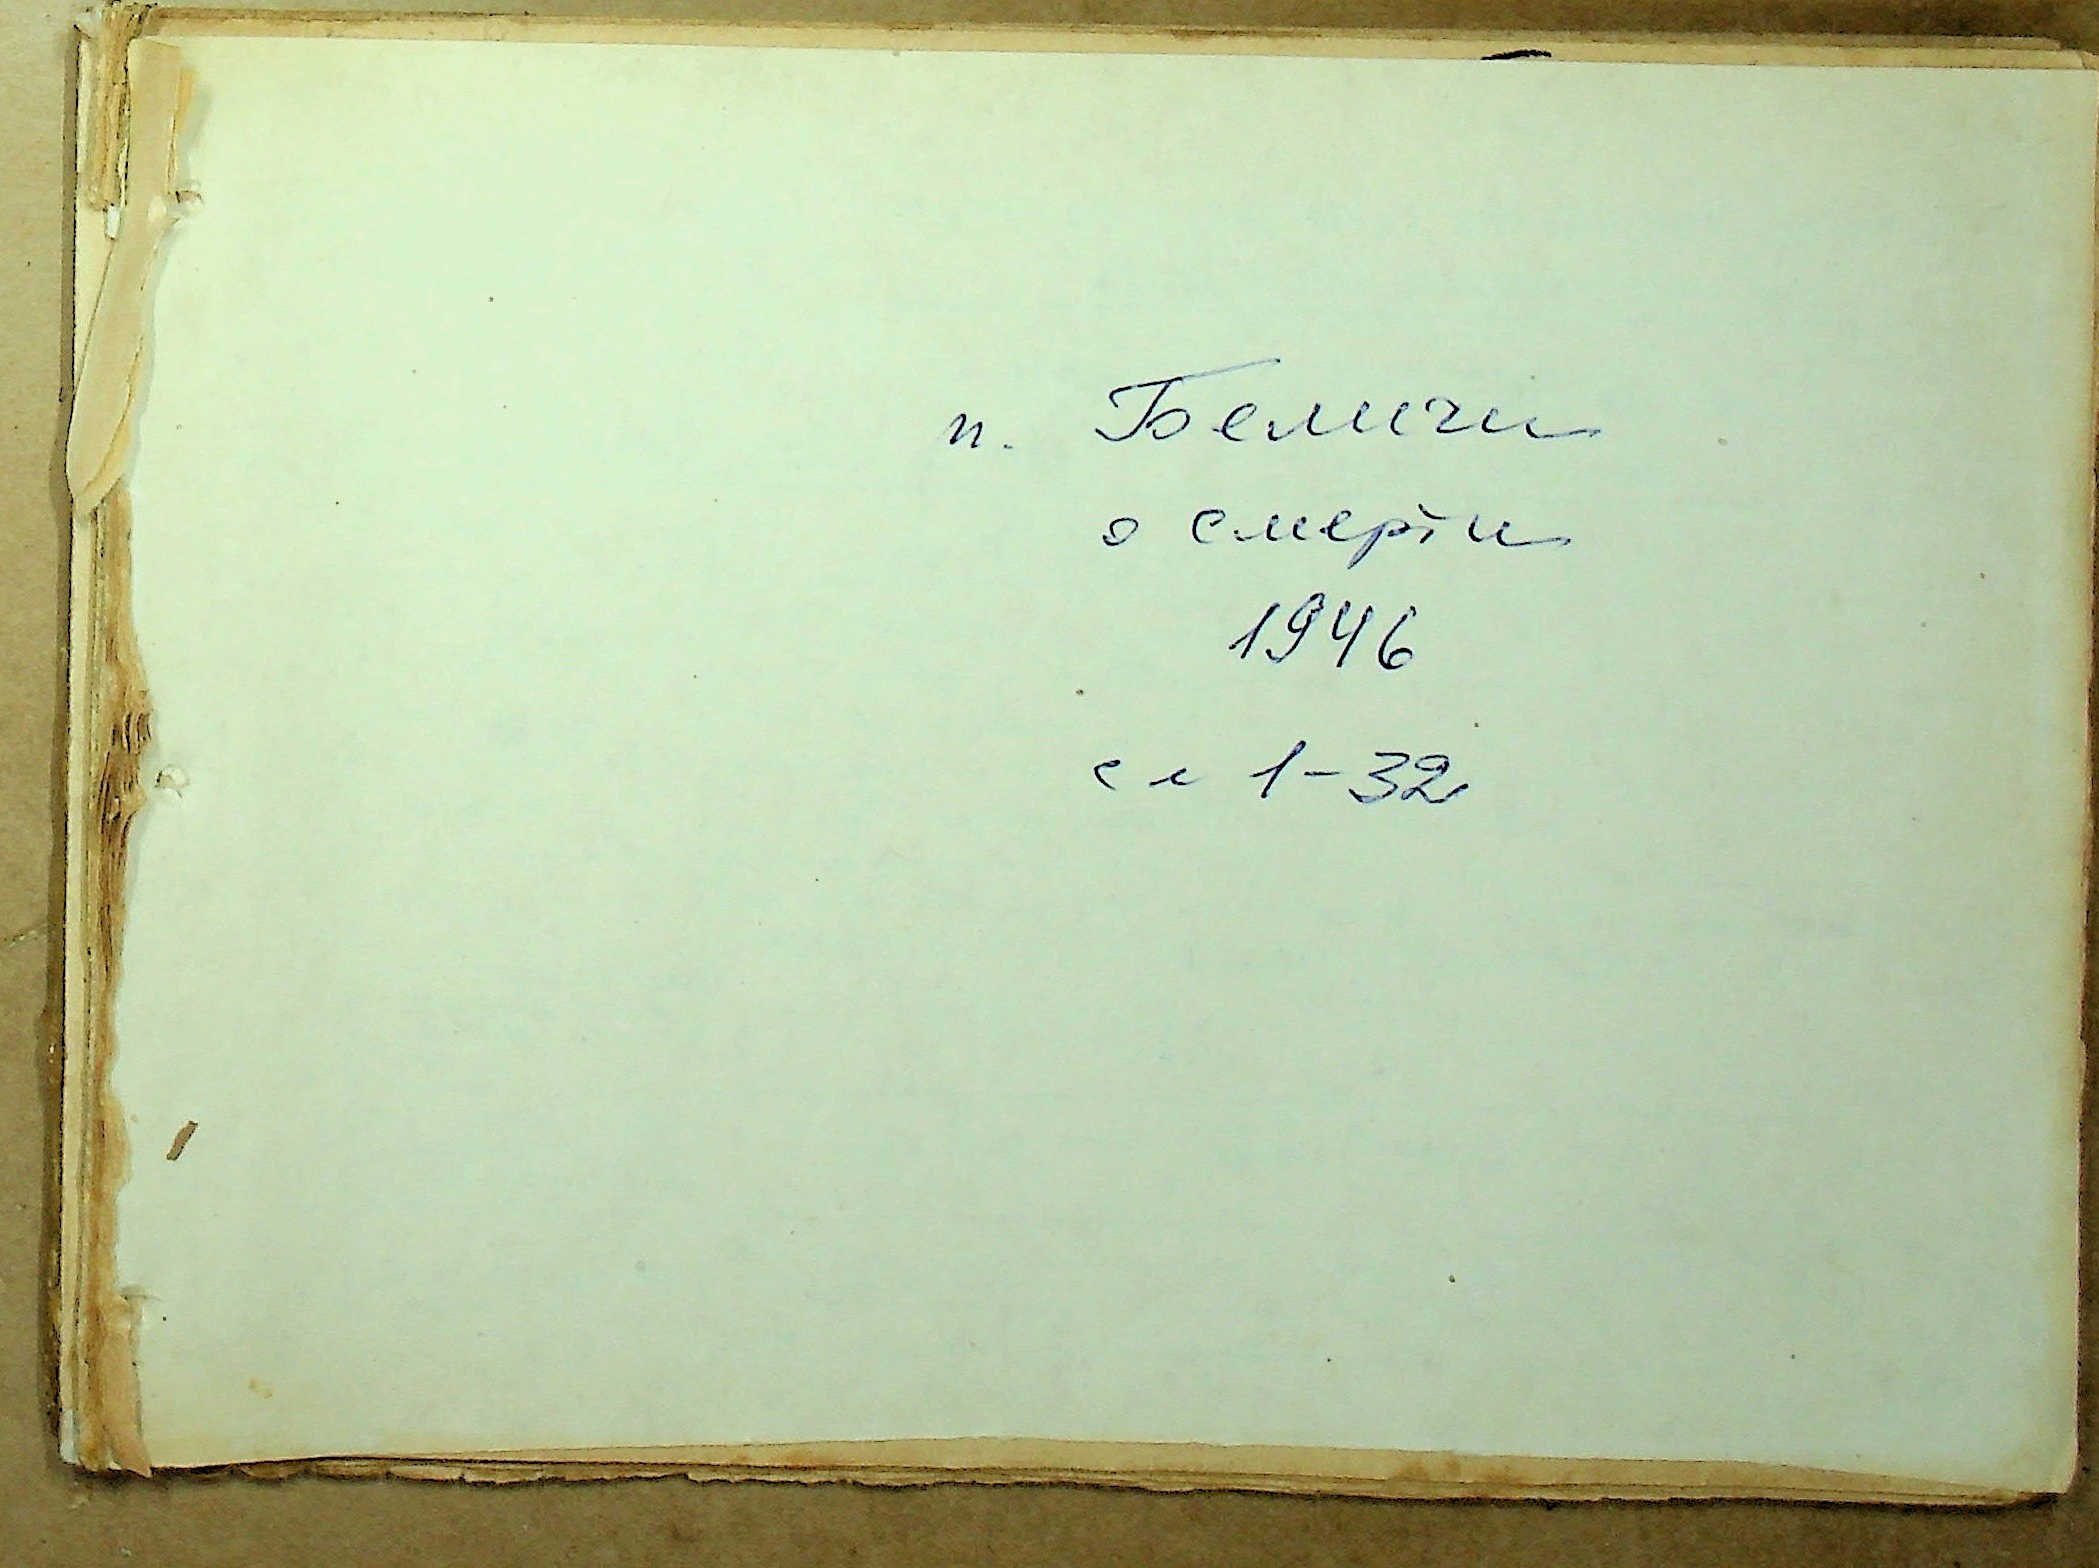 п. Беличи
о смерти
1946
с л 1-32